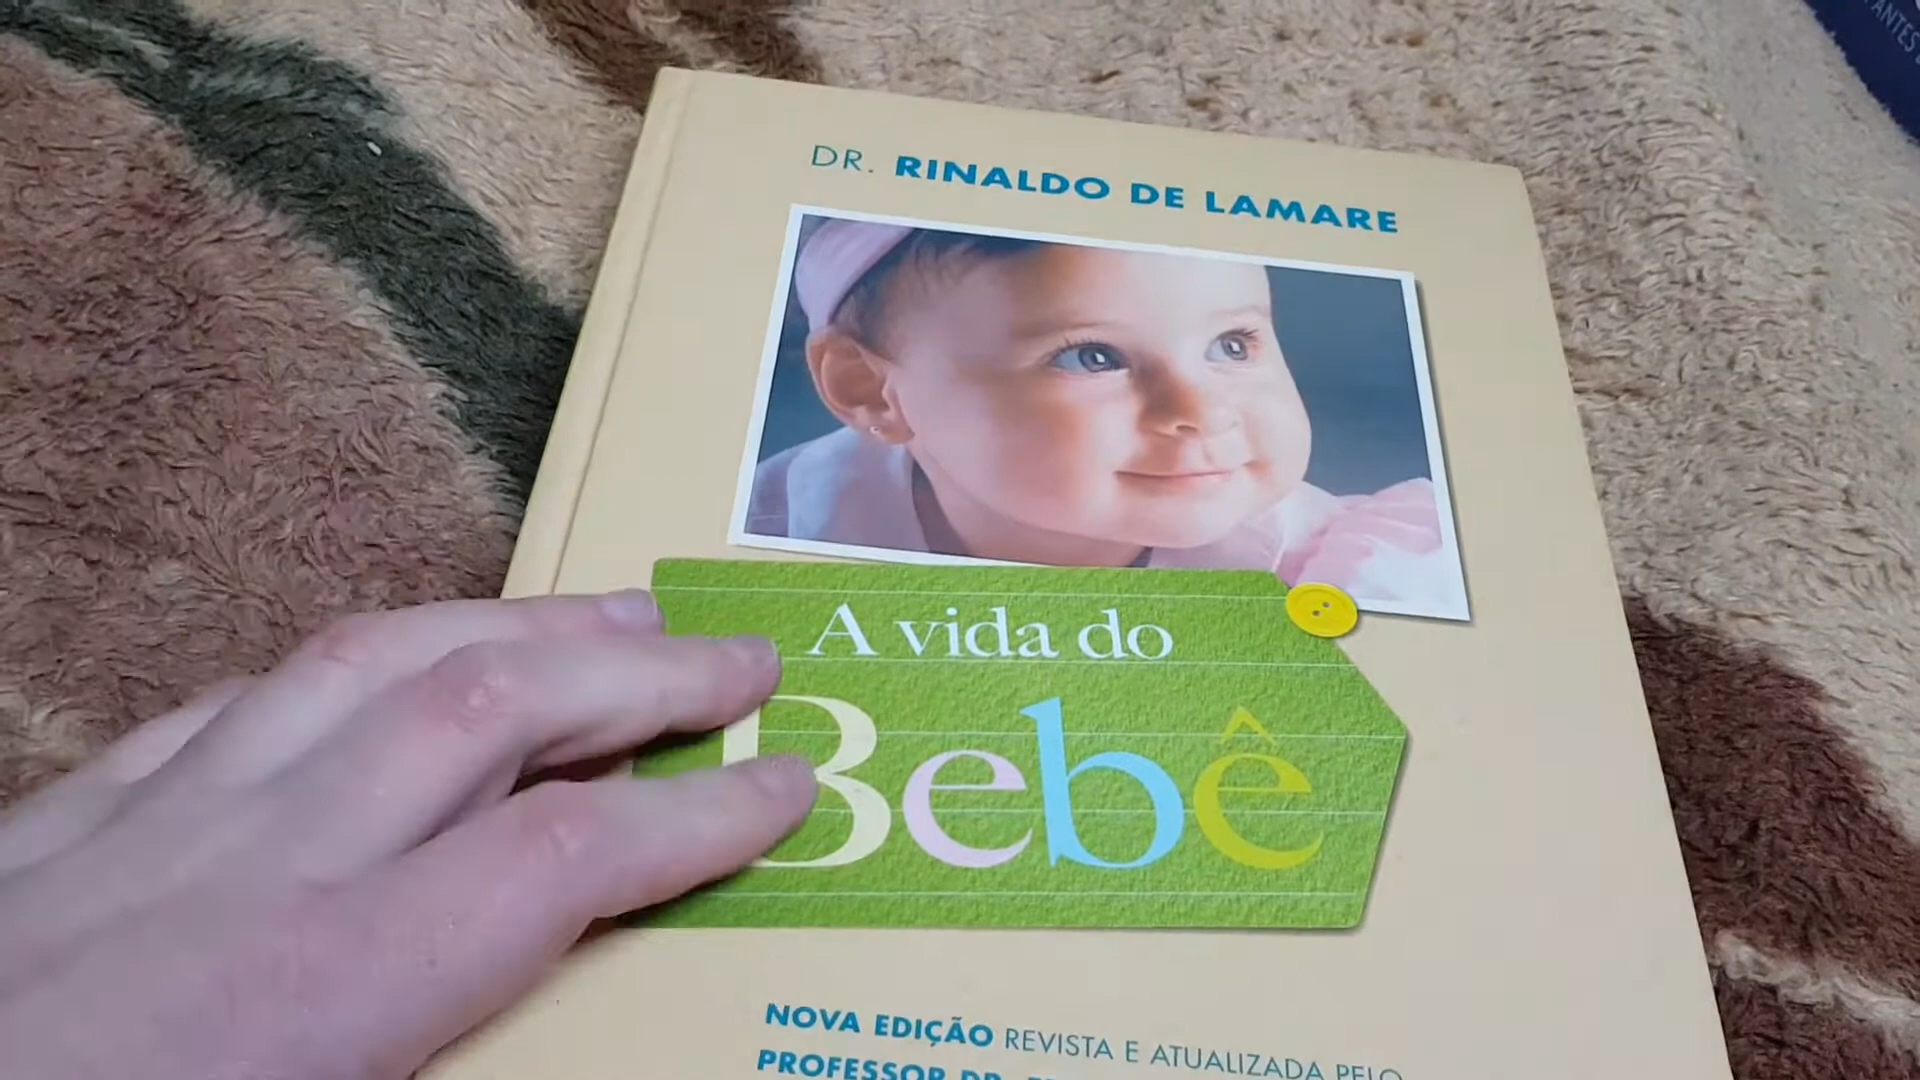 DR. RINALDO DE LAMARE
A vida do
Bebê
NOVA EDIÇÃO REVISTA E ATUALIZADA PELO
PROFESSOR DR.